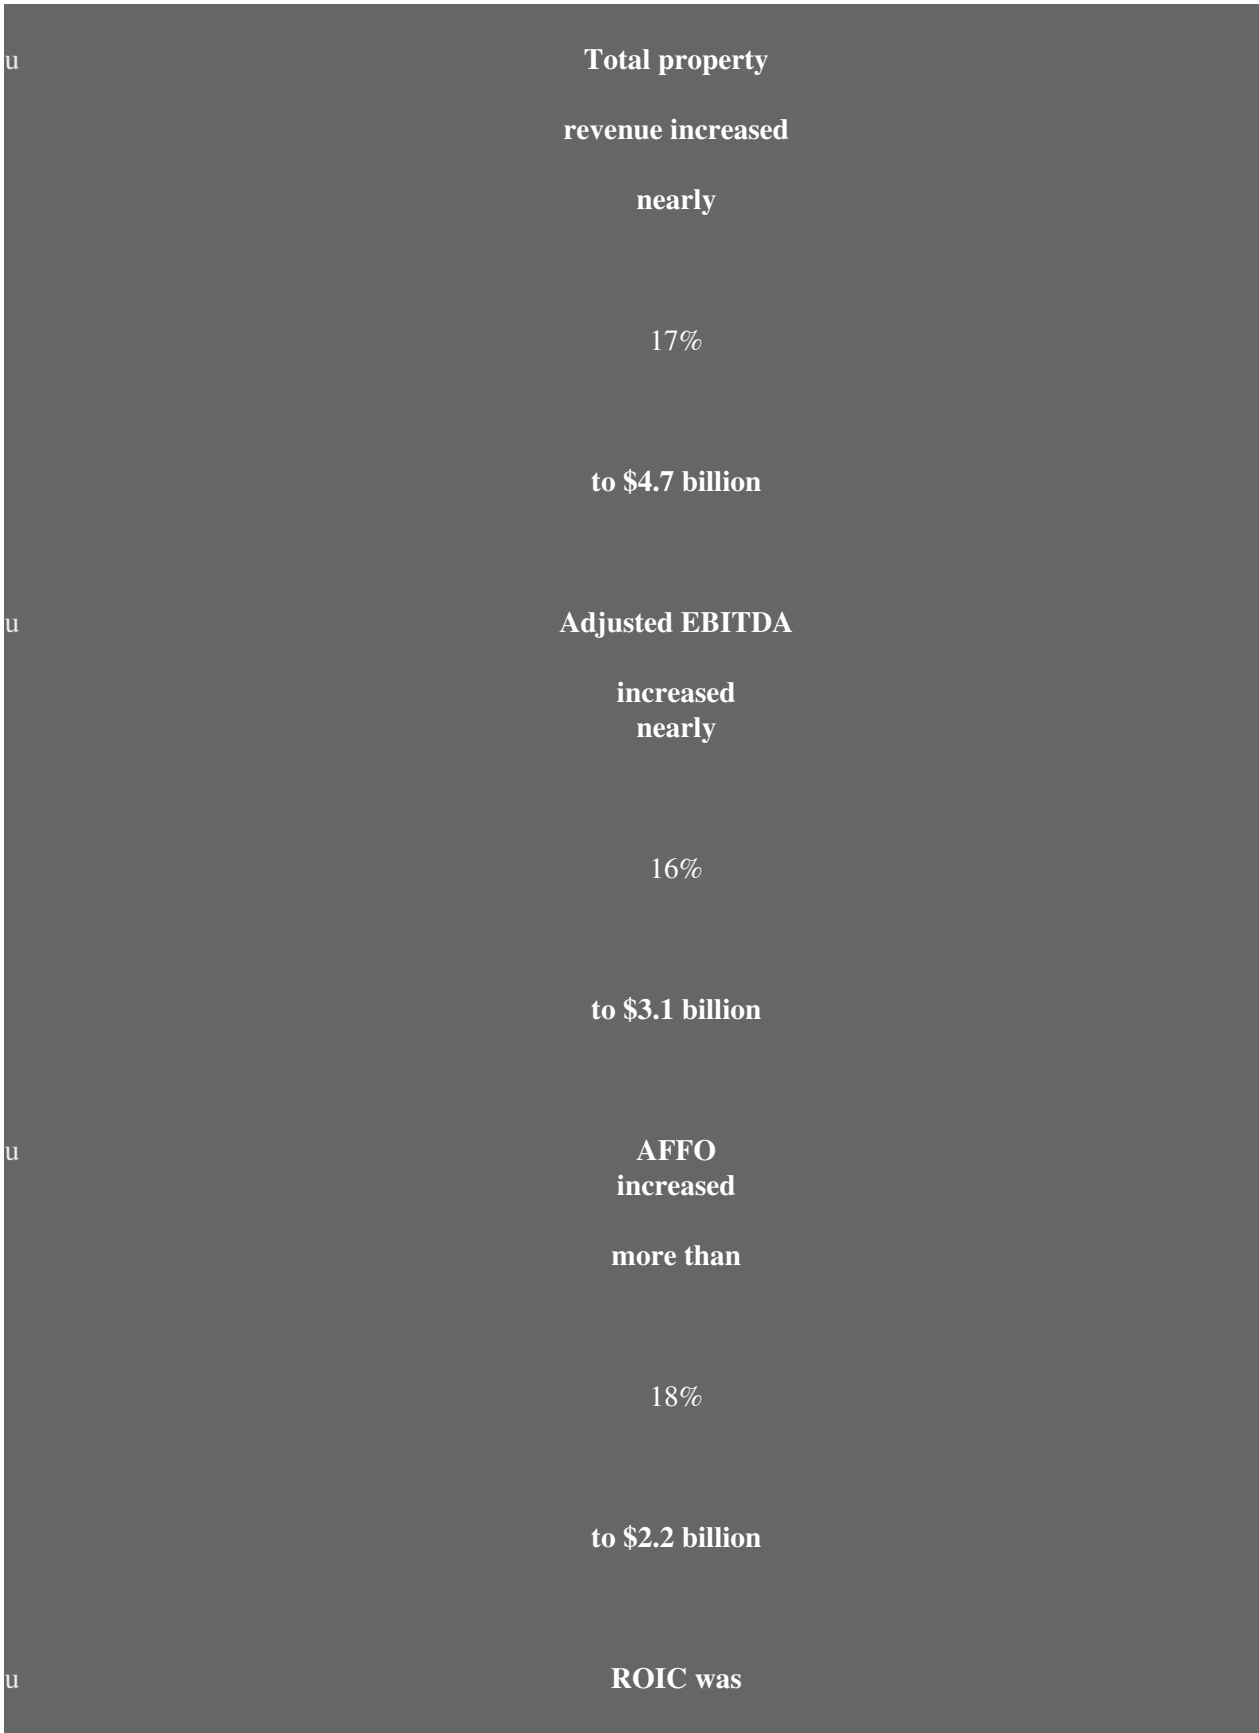 u Total property
revenue increased
nearly
17%
to $4.7 billion
u Adjusted EBITDA
increased
nearly
16%
to $3.1 billion
u AFFO
increased
more than
18%
to $2.2 billion
u ROIC was